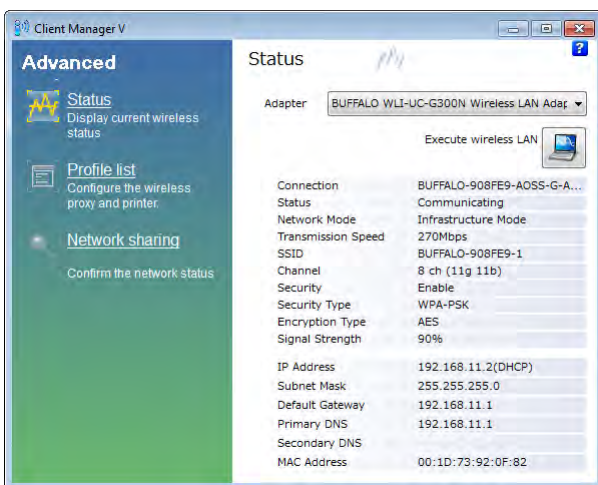 Client Manager V
Advanced
Status
Display current wireless
status
Profile list
Configure the wireless
proxy and printer.
Network sharing
Confirm the network status
Status
?
Adapter BUFFALO WLI-UC-G300N Wireless LAN Adap
Execute wireless LAN
Connection BUFFALO-908FE9-AOSS-G-A...
Status Communicating
Network Mode Infrastructure Mode
Transmission Speed 270Mbps
SSID BUFFALO-908FE9-1
Channel 8 ch (11g 11b)
Security Enable
Security Type WPA-PSK
Encryption Type AES
Signal Strength 90%
IP Address 192.168.11.2(DHCP)
Subnet Mask 255.255.255.0
Default Gateway 192.168.11.1
Primary DNS 192.168.11.1
Secondary DNS
MAC Address 00:1D:73:92:0F:82